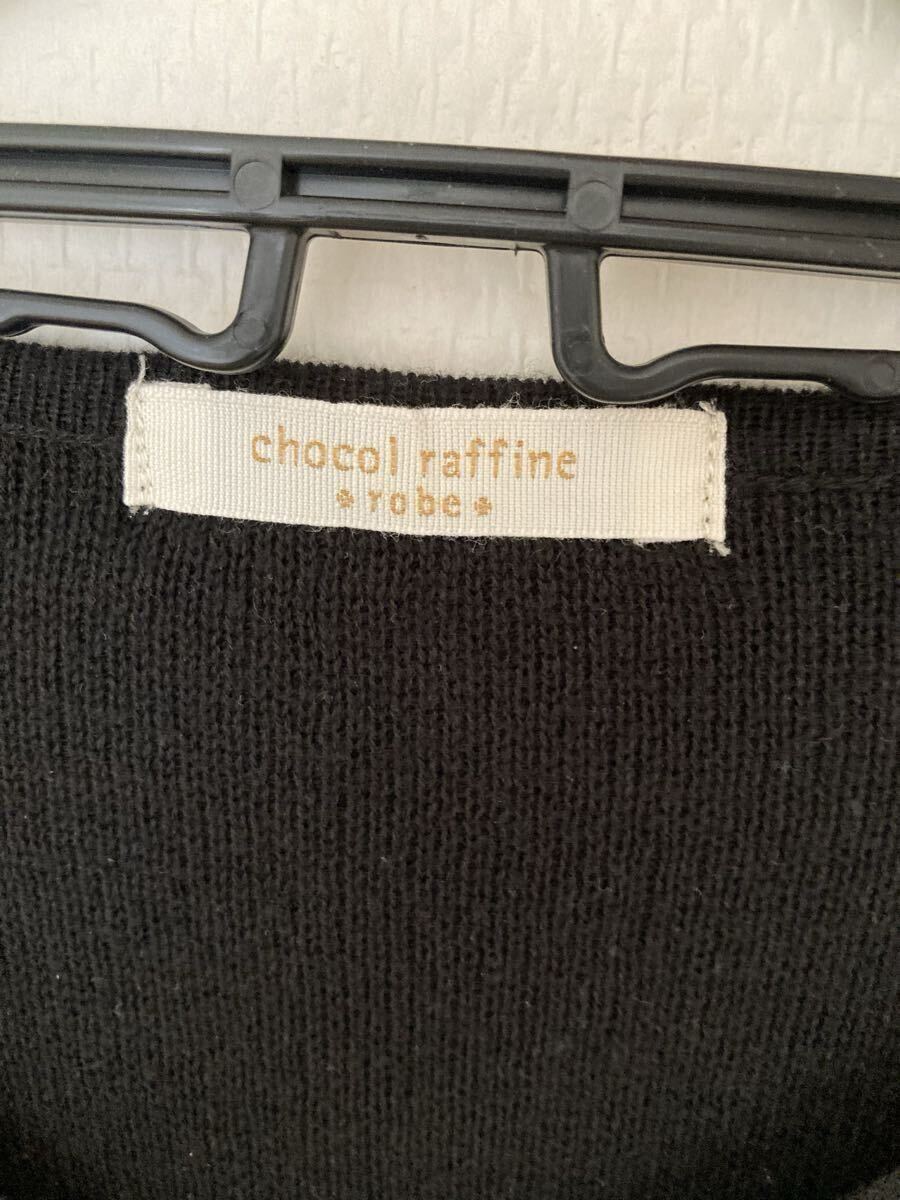 chocol raffine
robe